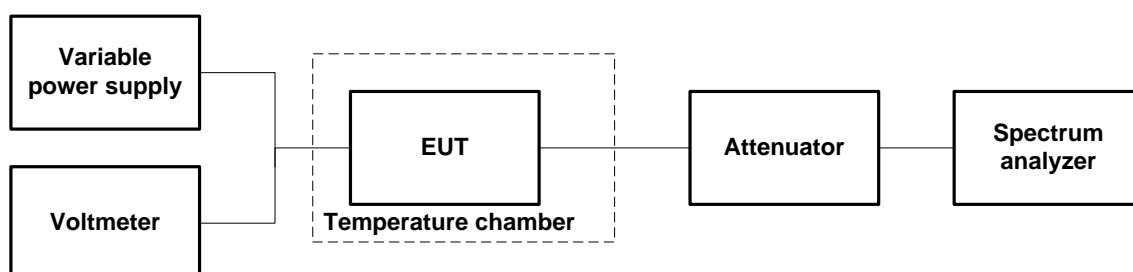 Variable
power supply
Voltmeter
EUT
Temperature chamber
Attenuator
Spectrum
analyzer